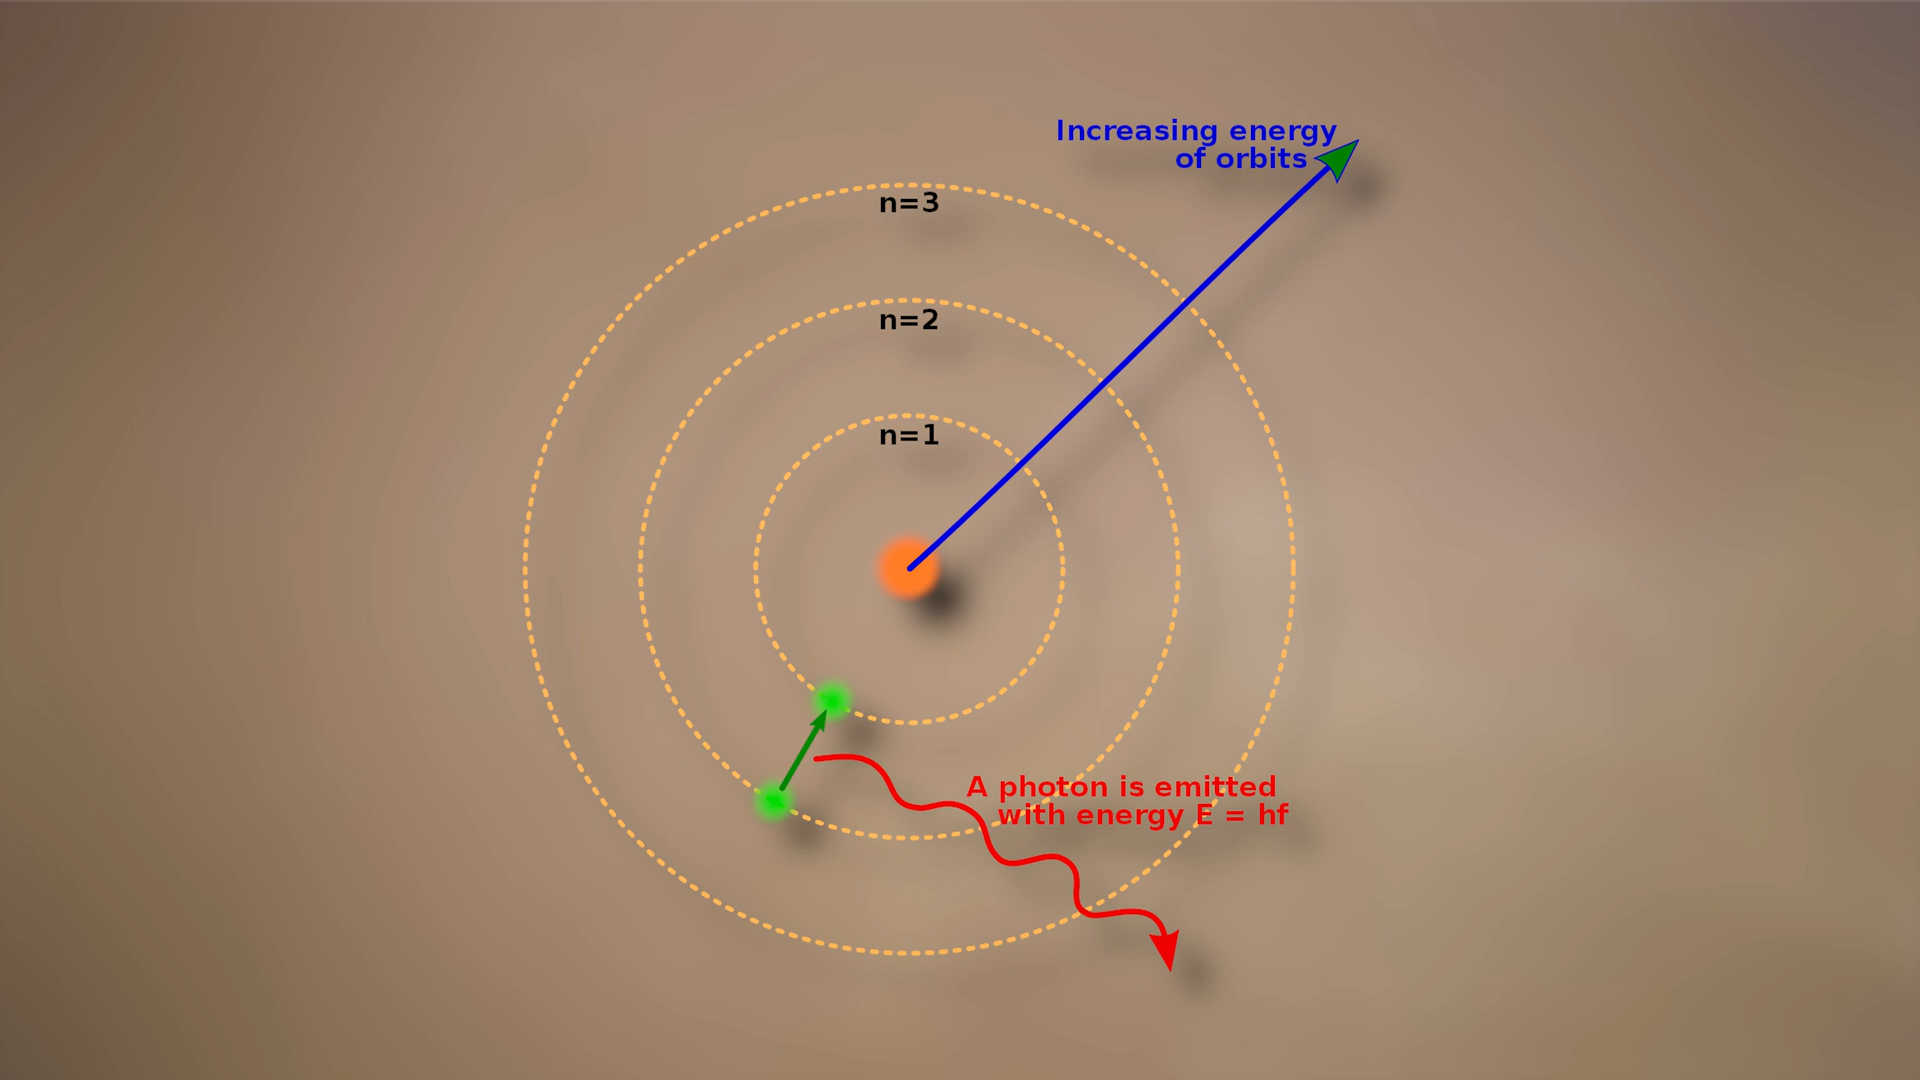 Increasing energy
of orbits
n=3
n=2
n=1
A photon is emitted
with energy E = hf